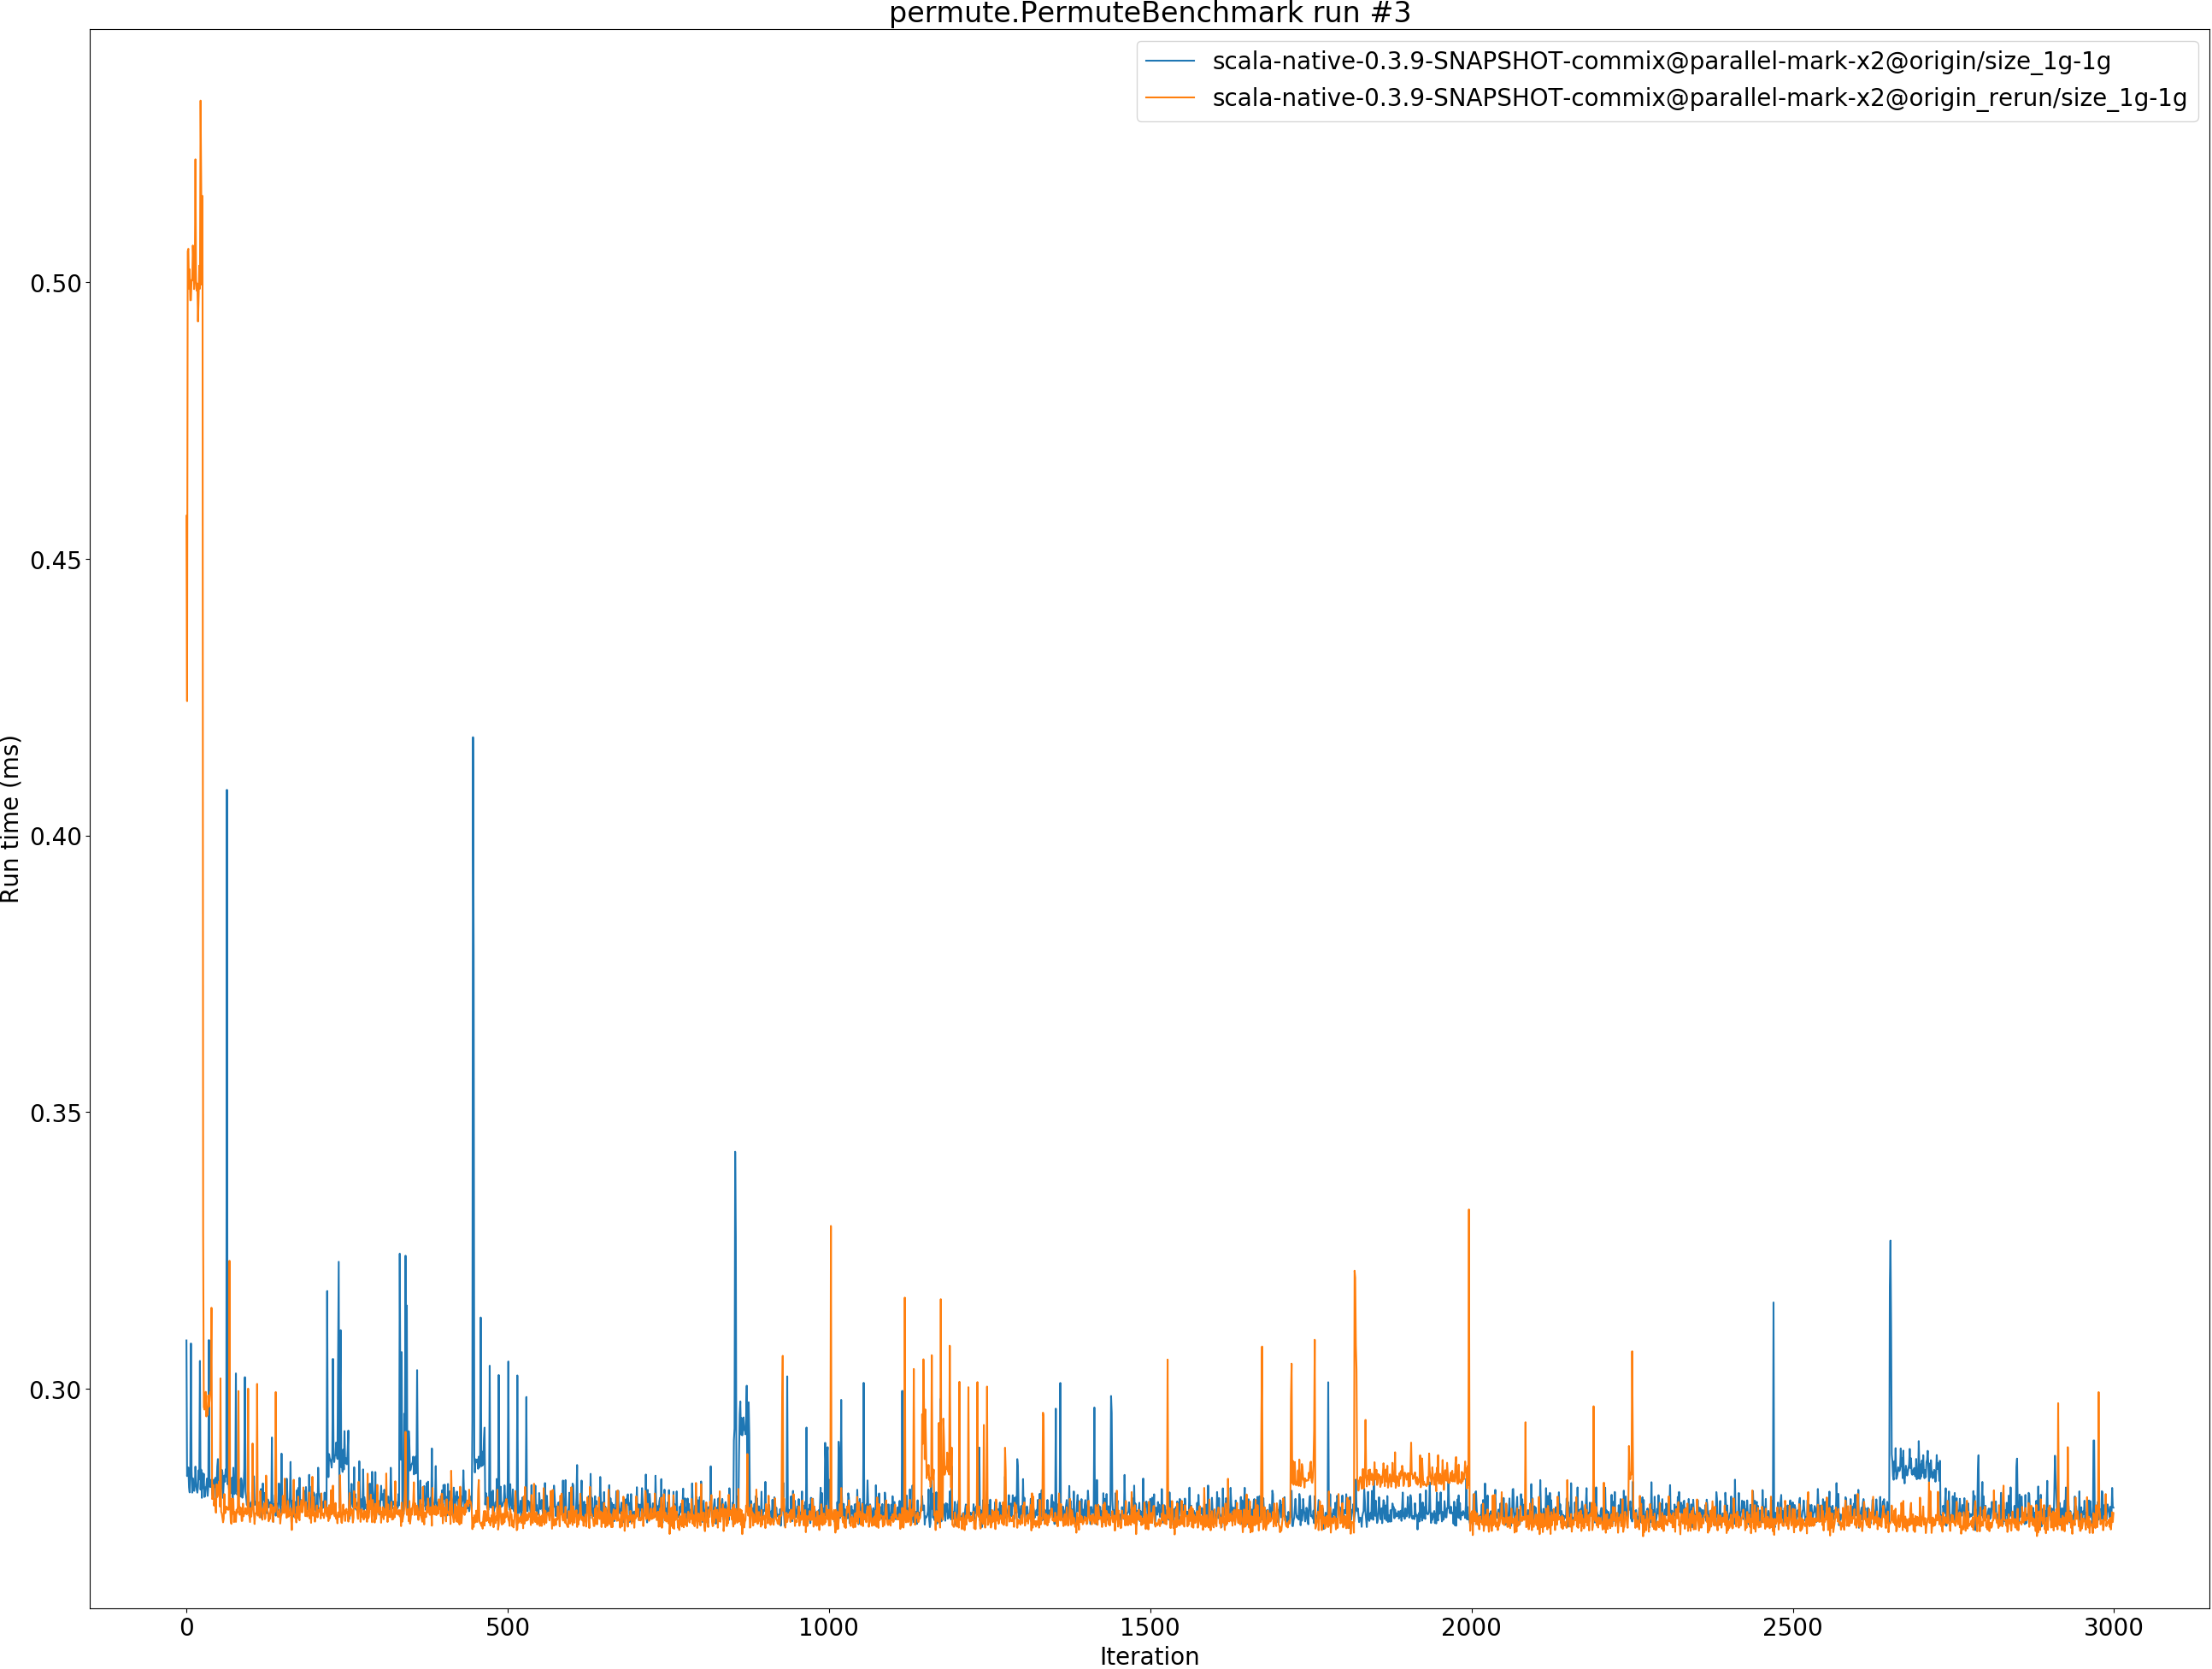 permute.PermuteBenchmark run #3
scala-native-0.3.9-SNAPSHOT-commix@parallel-mark-x2@origin/size_1g-1g
scala-native-0.3.9-SNAPSHOT-commix@parallel-mark-x2@origin_rerun/size_1g-1g
Run time (ms)
0.50
0.45
0.40
0.35
0.30
0 500 1000 1500 2000 2500 3000
Iteration